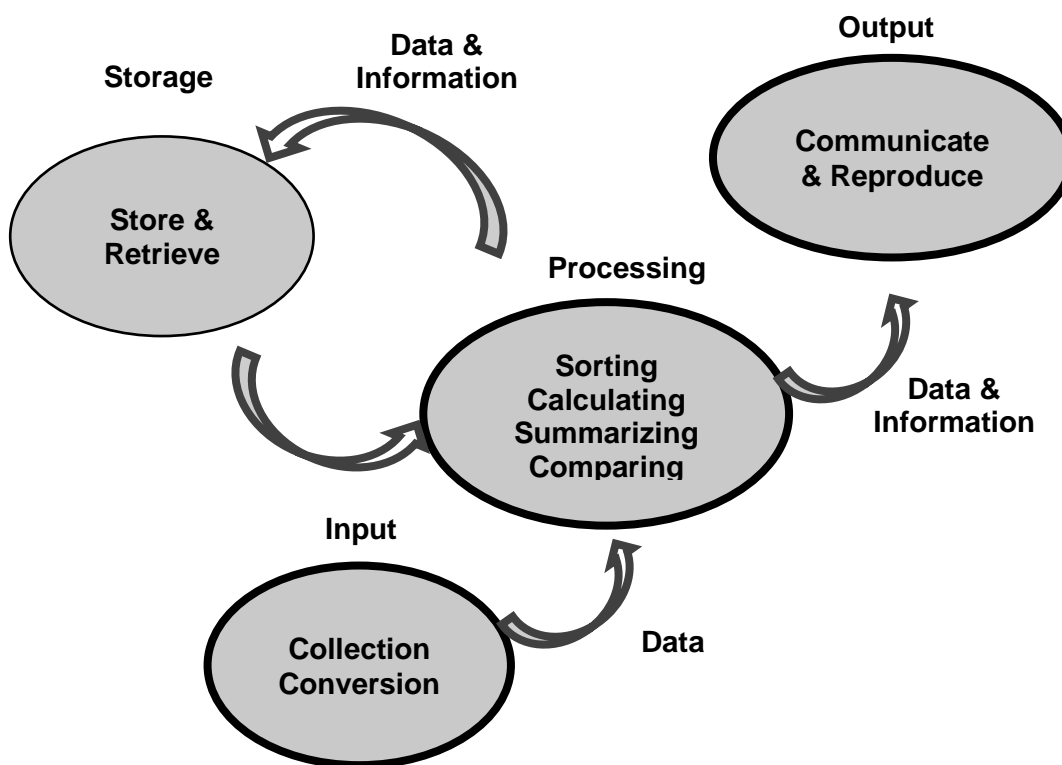 Storage
Data &
Information
Output
Store &
Retrieve
Communicate
& Reproduce
Processing
Sorting
Calculating
Summarizing
Comparing
Data &
Information
Input
Collection
Conversion
Data